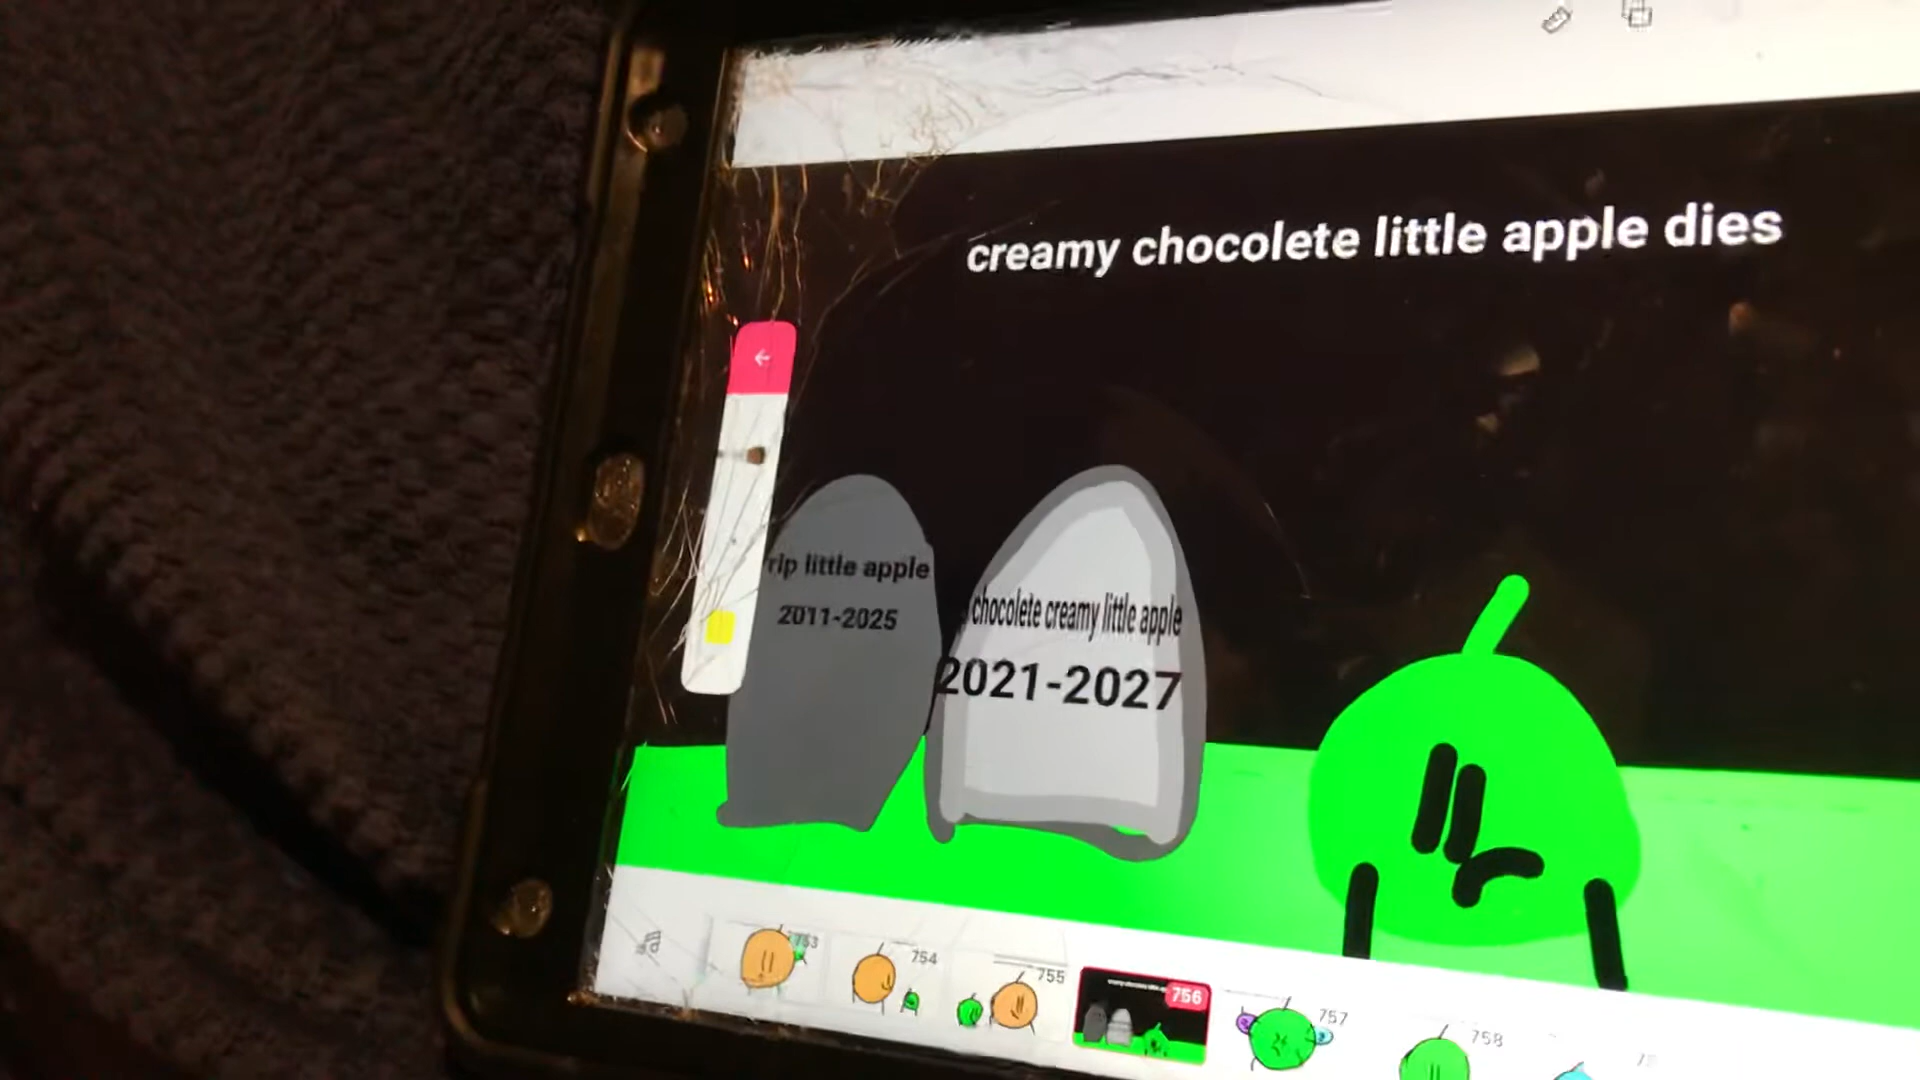 creamy chocolete little apple dies
rip little apple
2011-2025
chocolete creamy little apple
2021-2027
753
754
755
756
757
758